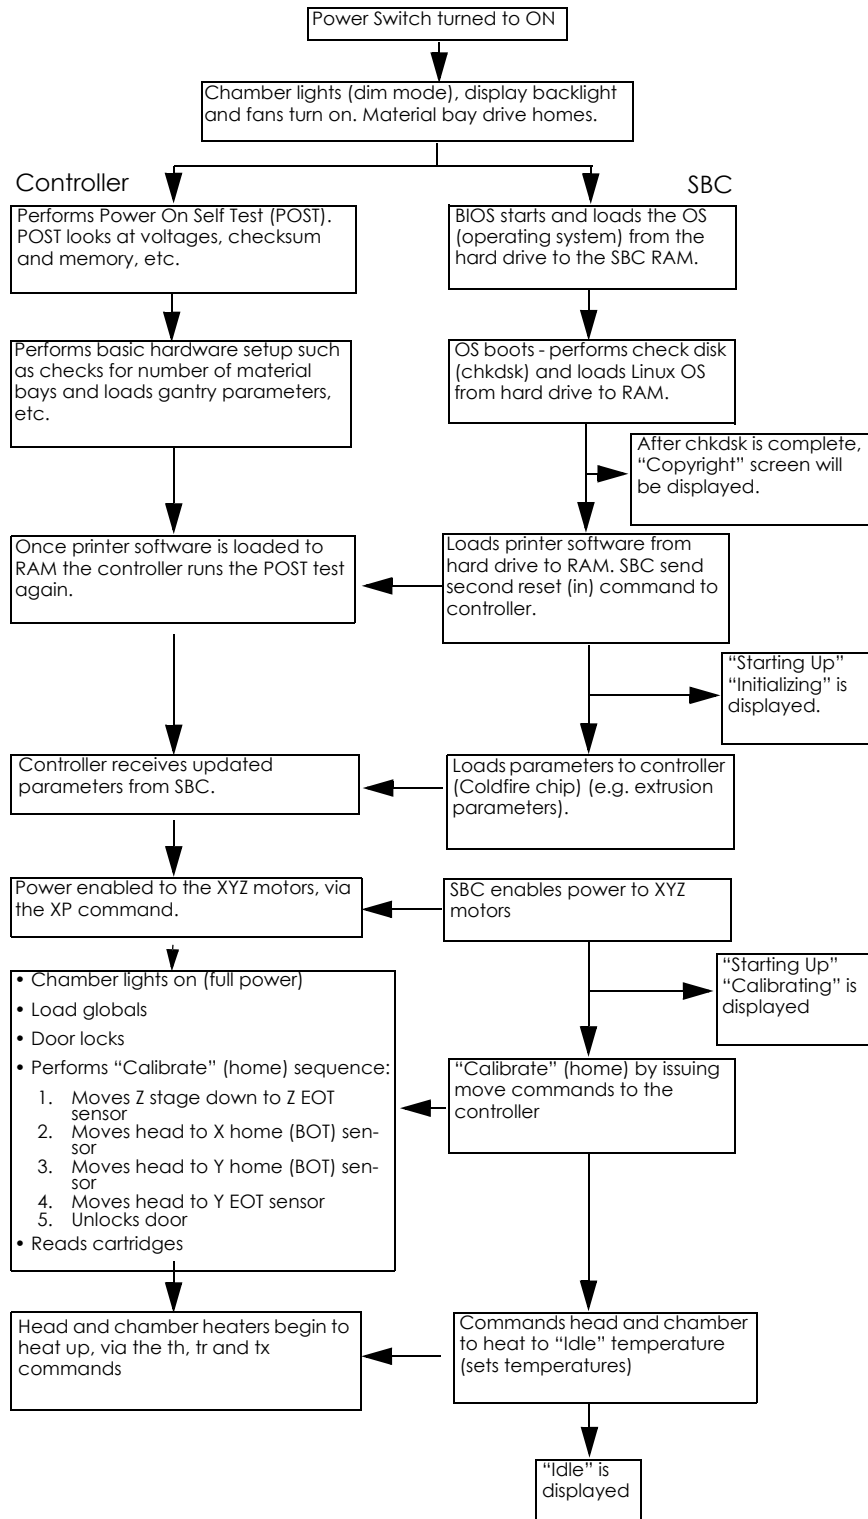 Power Switch turned to ON
Chamber lights (dim mode), display backlight
and fans turn on. Material bay drive homes.
Controller
SBC
Performs Power On Self Test (POST).
POST looks at voltages, checksum
and memory, etc.
BIOS starts and loads the OS
(operating system) from the
hard drive to the SBC RAM.
Performs basic hardware setup such
as checks for number of material
bays and loads gantry parameters,
etc.
OS boots - performs check disk
(chkdsk) and loads Linux OS
from hard drive to RAM.
After chkdsk is complete,
“Copyright” screen will
be displayed.
Once printer software is loaded to
RAM the controller runs the POST test
again.
Loads printer software from
hard drive to RAM. SBC send
second reset (in) command to
controller.
“Starting Up”
“Initializing” is
displayed.
Controller receives updated
parameters from SBC.
Loads parameters to controller
(Coldfire chip) (e.g. extrusion
parameters).
Power enabled to the XYZ motors, via
the XP command.
SBC enables power to XYZ
motors
“Starting Up”
“Calibrating” is
displayed
• Chamber lights on (full power)
• Load globals
• Door locks
• Performs “Calibrate” (home) sequence:
1. Moves Z stage down to Z EOT
sensor
2. Moves head to X home (BOT) sen-
sor
3. Moves head to Y home (BOT) sen-
sor
4. Moves head to Y EOT sensor
5. Unlocks door
• Reads cartridges
“Calibrate” (home) by issuing
move commands to the
controller
Head and chamber heaters begin to
heat up, via the th, tr and tx
commands
Commands head and chamber
to heat to “Idle” temperature
(sets temperatures)
“Idle” is
displayed